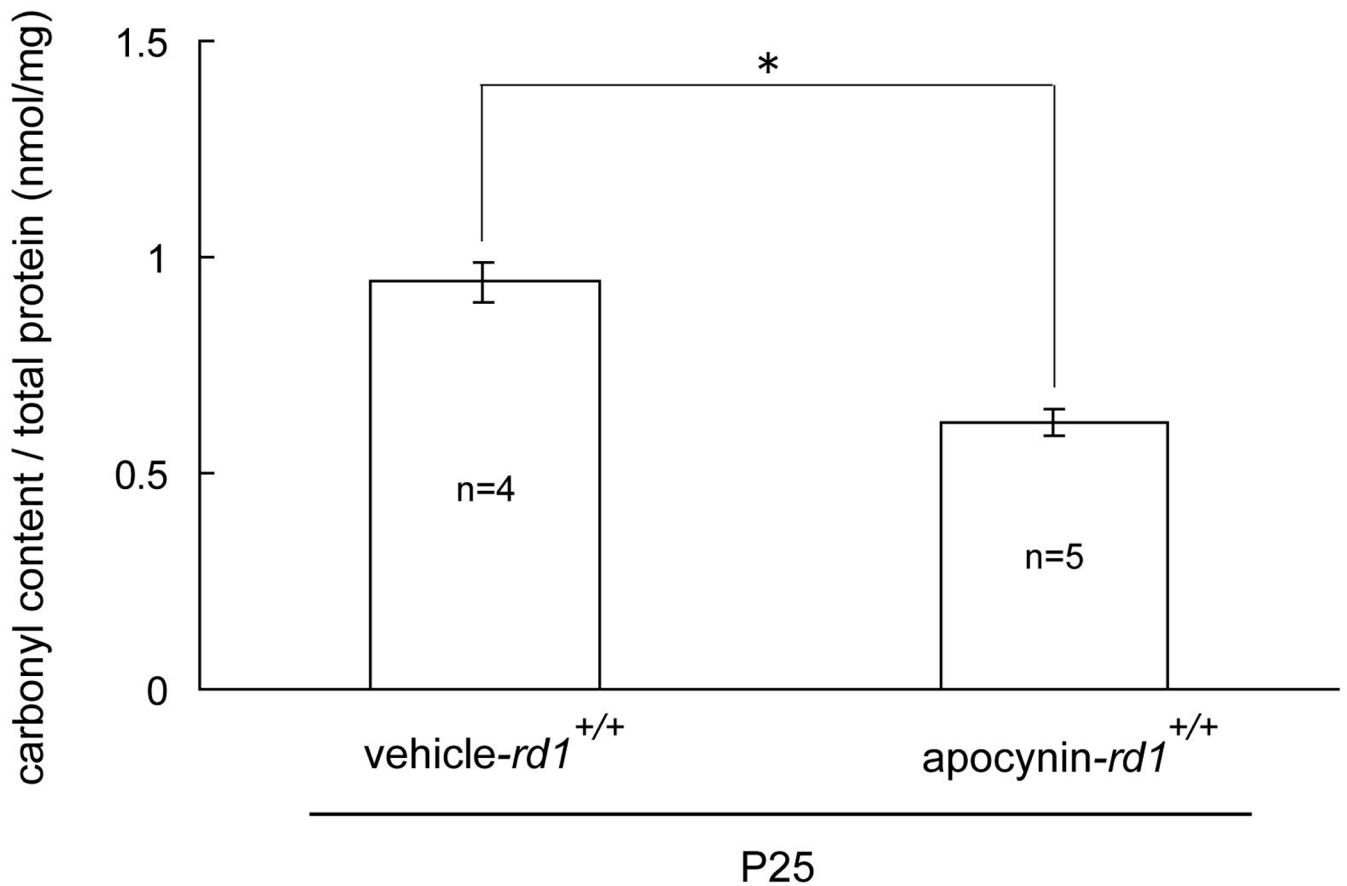 carbonyl content / total protein (nmol/mg)
1.5
1
0.5
0
*
n=4
n=5
vehicle-rd1+/+
apocynin-rd1+/+
P25